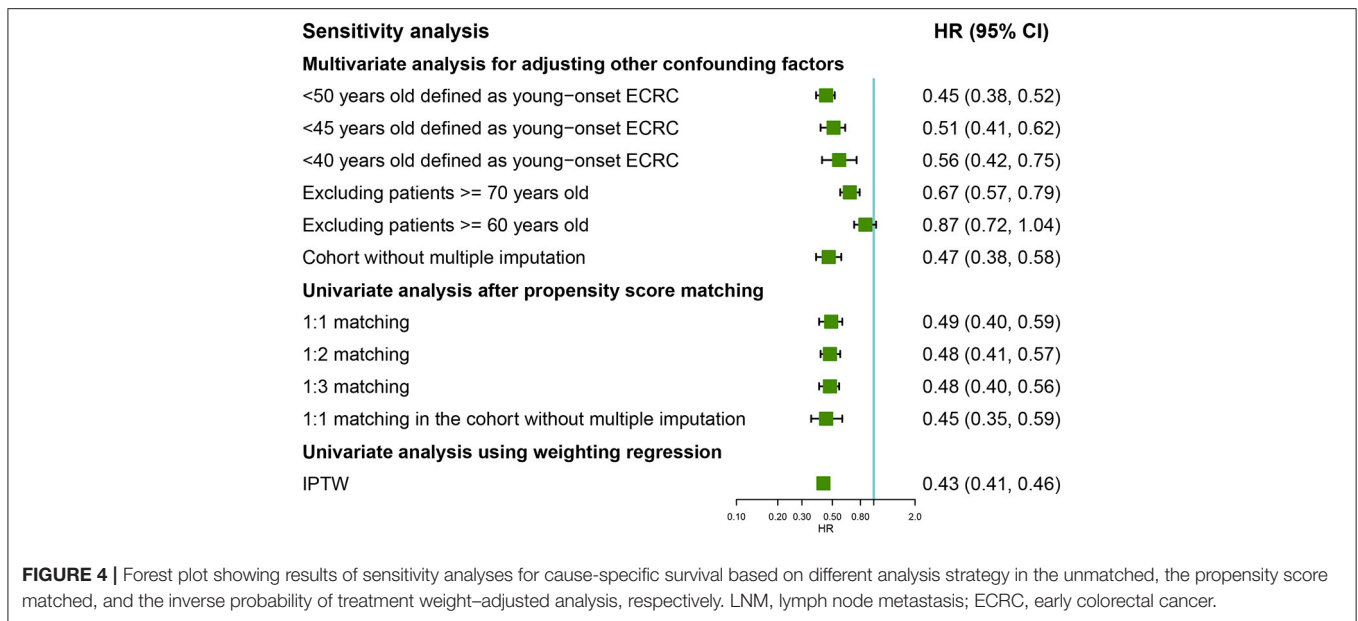 Sensitivity analysis HR (95% CI)
Multivariate analysis for adjusting other confounding factors
<50 years old defined as young−onset ECRC 0.45 (0.38, 0.52)
<45 years old defined as young−onset ECRC 0.51 (0.41, 0.62)
<40 years old defined as young−onset ECRC 0.56 (0.42, 0.75)
Excluding patients >= 70 years old 0.67 (0.57, 0.79)
Excluding patients >= 60 years old 0.87 (0.72, 1.04)
Cohort without multiple imputation 0.47 (0.38, 0.58)
Univariate analysis after propensity score matching
1:1 matching 0.49 (0.40, 0.59)
1:2 matching 0.48 (0.41, 0.57)
1:3 matching 0.48 (0.40, 0.56)
1:1 matching in the cohort without multiple imputation 0.45 (0.35, 0.59)
Univariate analysis using weighting regression
IPTW 0.43 (0.41, 0.46)
0.10 0.20 0.30 0.50 0.80 2.0
HR
FIGURE 4 | Forest plot showing results of sensitivity analyses for cause-specific survival based on different analysis strategy in the unmatched, the propensity score
matched, and the inverse probability of treatment weight–adjusted analysis, respectively. LNM, lymph node metastasis; ECRC, early colorectal cancer.